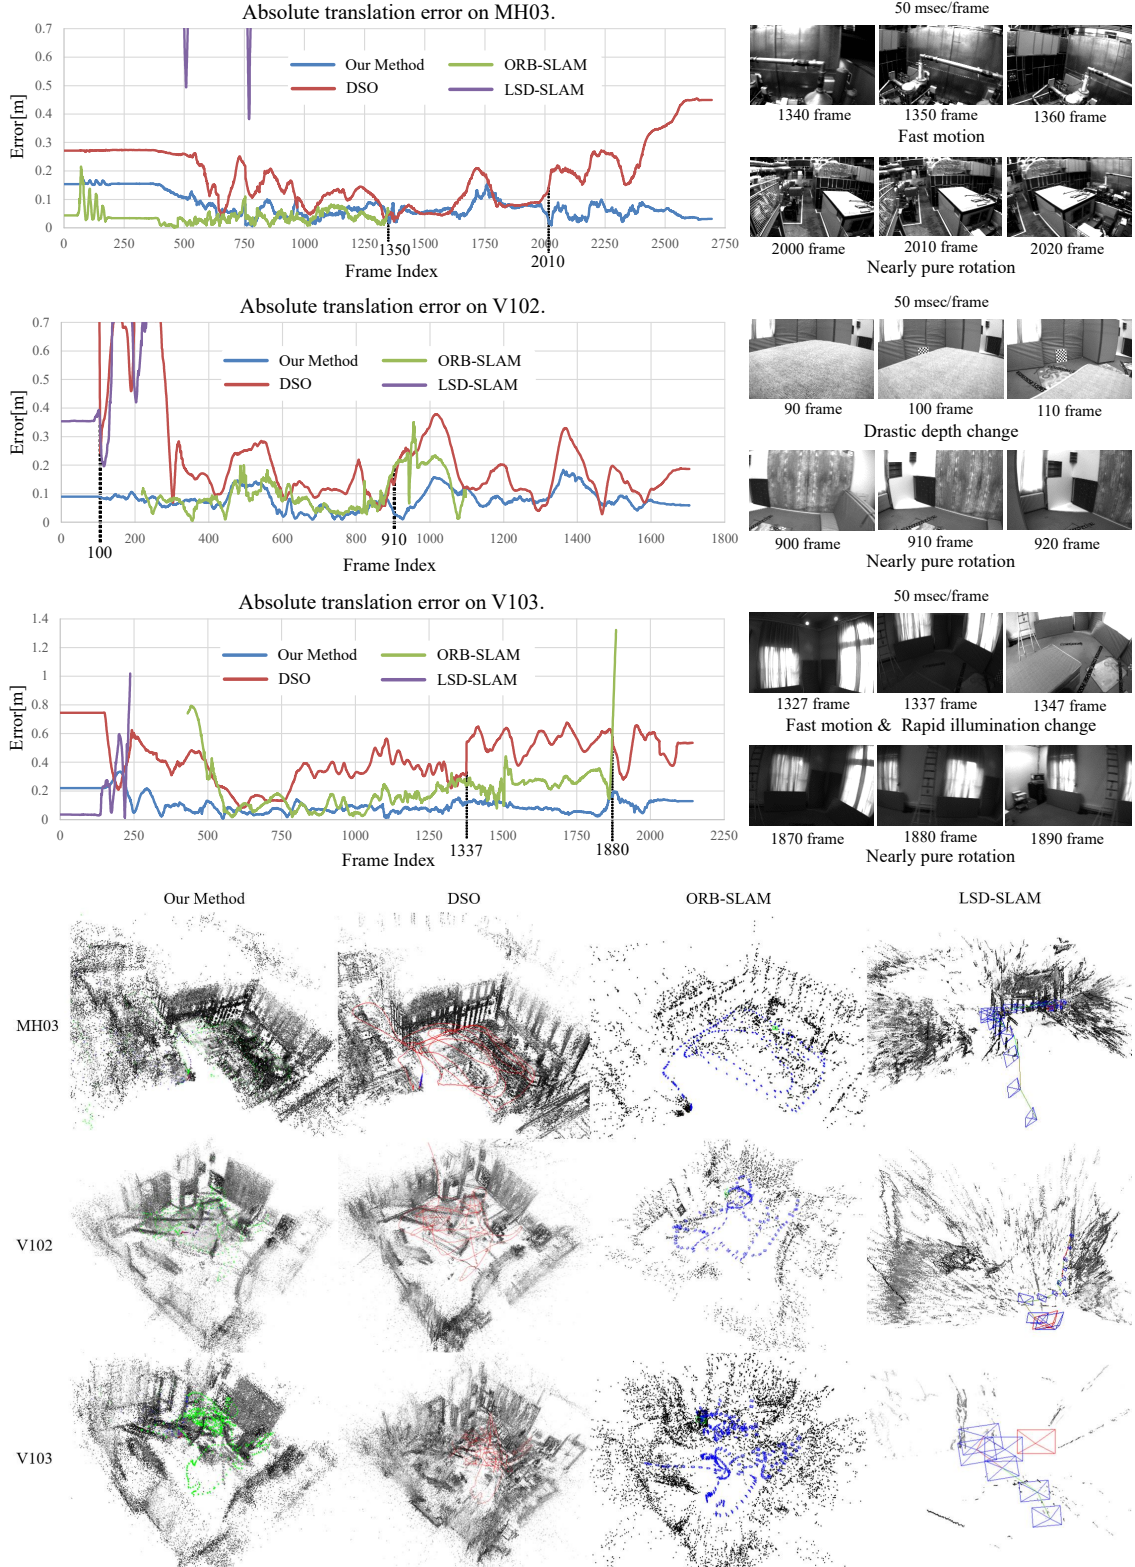 Absolute translation error on MH03.
50 msec/frame
0.7
0.6
0.5
0.4
0.3
0.2
0.1
0
Error[m]
Our Method
ORB-SLAM
DSO
LSD-SLAM
0 250 500 750 1000 1250 1500 1750 2000 2250 2500 2750
1350
2010
Frame Index
1340 frame 1350 frame 1360 frame
Fast motion
2000 frame 2010 frame 2020 frame
Nearly pure rotation
Absolute translation error on V102.
50 msec/frame
0.7
0.6
0.5
0.4
0.3
0.2
0.1
0
Error[m]
Our Method
ORB-SLAM
DSO
LSD-SLAM
0 200 400 600 800 1000 1200 1400 1600 1800
100
910
Frame Index
90 frame 100 frame 110 frame
Drastic depth change
900 frame 910 frame 920 frame
Nearly pure rotation
Absolute translation error on V103.
50 msec/frame
1.4
1.2
1
0.8
0.6
0.4
0.2
0
Error[m]
Our Method
ORB-SLAM
DSO
LSD-SLAM
0 250 500 750 1000 1250 1500 1750 2000 2250
1337
1880
Frame Index
1327 frame 1337 frame 1347 frame
Fast motion & Rapid illumination change
1870 frame 1880 frame 1890 frame
Nearly pure rotation
Our Method DSO ORB-SLAM LSD-SLAM
MH03
V102
V103